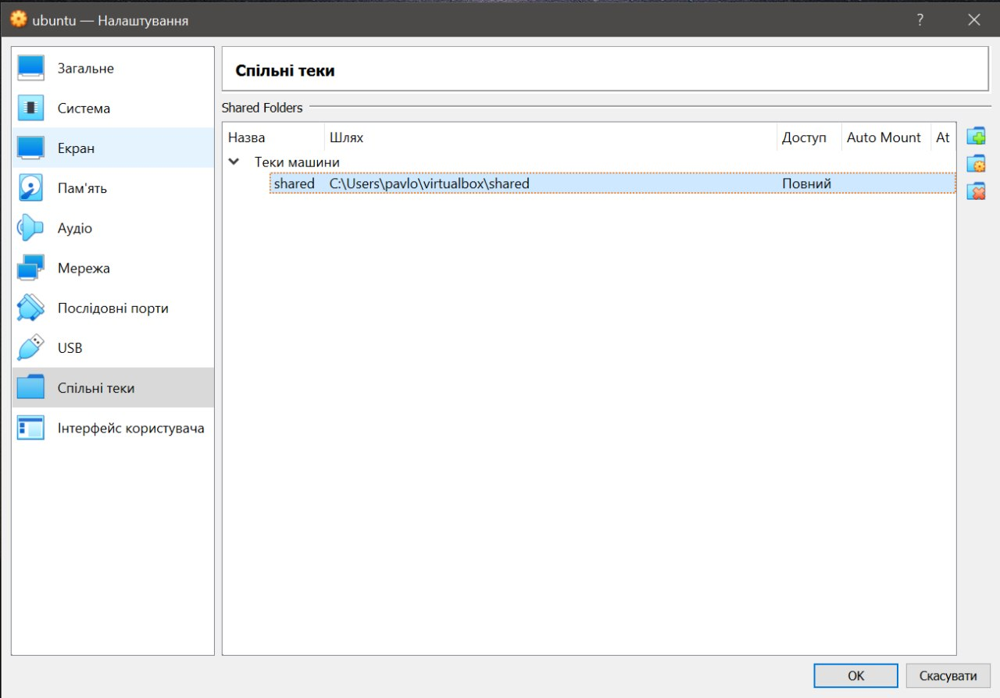 ubuntu — Налаштування
?
Загальне
Система
Екран
Пам'ять
Аудіо
Мережа
Послідовні порти
USB
Спільні теки
Інтерфейс користувача
Спільні теки
Shared Folders
Назва Шлях Доступ Auto Mount At
Теки машини
shared C:\Users\pavlo\virtualbox\shared Повний
OK Скасувати